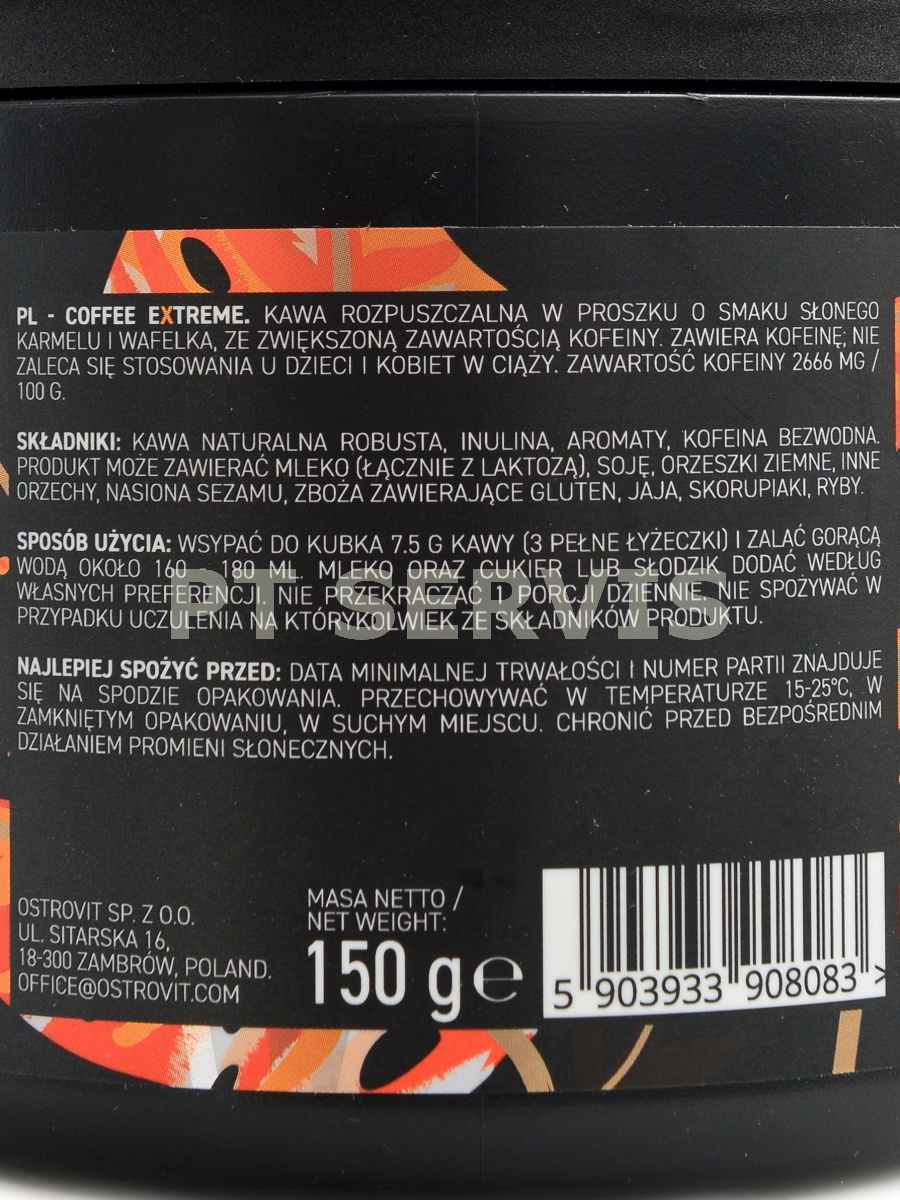 PL - COFFEE EXTREME. KAWA ROZPUSZCZALNA W PROSZKU O SMAKU SŁONEGO
KARMELU I WAFELKA, ZE ZWIĘKSZONĄ ZAWARTOŚCIĄ KOFEINY. ZAWIERA KOFEINĘ; NIE
ZALECA SIĘ STOSOWANIA U DZIECI I KOBIET W CIĄŻY. ZAWARTOŚĆ KOFEINY 2666 MG /
100 G.
SKŁADNIKI: KAWA NATURALNA ROBUSTA, INULINA, AROMATY, KOFEINA BEZWODNA.
PRODUKT MOŻE ZAWIERAĆ MLEKO (ŁĄCZNIE Z LAKTOZĄ), SOJĘ, ORZESZKI ZIEMNE, INNE
ORZECHY, NASIONA SEZAMU, ZBOŻA ZAWIERAJĄCE GLUTEN, JAJA, SKORUPIAKI, RYBY.
SPOSÓB UŻYCIA: WSYPAĆ DO KUBKA 7.5 G KAWY (3 PEŁNE ŁYŻECZKI) I ZALAĆ GORĄCĄ
WODĄ OKOŁO 160 - 180 ML. MLEKO ORAZ CUKIER LUB SŁODZIK DODAĆ WEDŁUG
WŁASNYCH PREFERENCJI. NIE PRZEKRACZAĆ 1 PORCJI DZIENNIE. NIE SPOŻYWAĆ W
PRZYPADKU UCZULENIA NA KTÓRYKOLWIEK ZE SKŁADNIKÓW PRODUKTU.
PT SERVIS
NAJLEPIEJ SPOŻYĆ PRZED: DATA MINIMALNEJ TRWAŁOŚCI I NUMER PARTII ZNAJDUJE
SIĘ NA SPODZIE OPAKOWANIA. PRZECHOWYWAĆ W TEMPERATURZE 15-25°C, W
ZAMKNIĘTYM OPAKOWANIU, W SUCHYM MIEJSCU. CHRONIĆ PRZED BEZPOŚREDNIM
DZIAŁANIEM PROMIENI SŁONECZNYCH.
OSTROVIT SP. Z O.O.
UL. SITARSKA 16,
18-300 ZAMBRÓW, POLAND.
OFFICE@OSTROVIT.COM
MASA NETTO /
NET WEIGHT:
150 g ℮
5 903933 908083 >